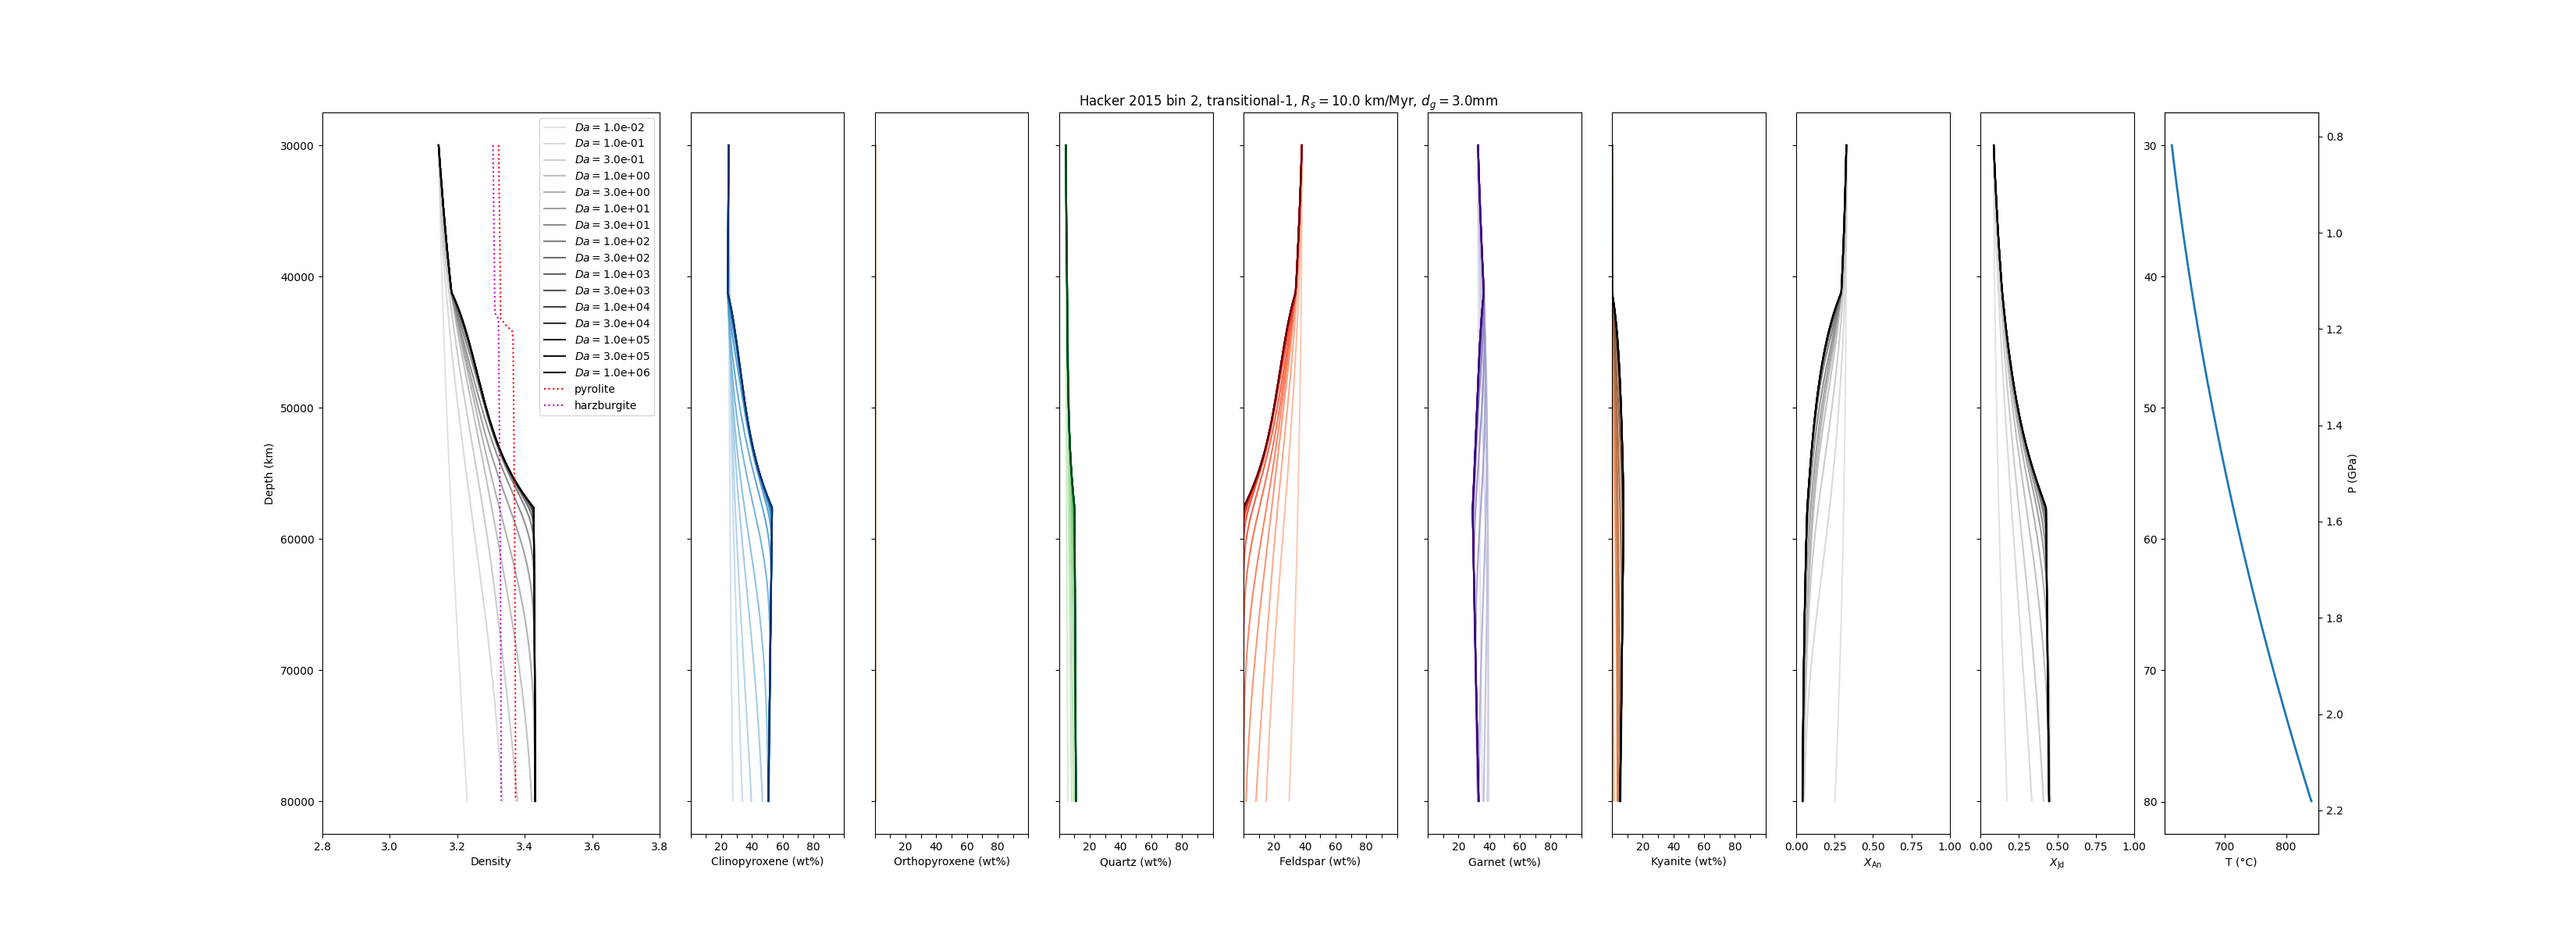 Hacker 2015 bin 2, transitional-1, R_s = 10.0 km/Myr, d_g = 3.0mm
Da = 1.0e-02
Da = 1.0e-01
Da = 3.0e-01
Da = 1.0e+00
Da = 3.0e+00
Da = 1.0e+01
Da = 3.0e+01
Da = 1.0e+02
Da = 3.0e+02
Da = 1.0e+03
Da = 3.0e+03
Da = 1.0e+04
Da = 3.0e+04
Da = 1.0e+05
Da = 3.0e+05
Da = 1.0e+06
pyrolite
harzburgite
Depth (km)
30000
40000
50000
60000
70000
80000
2.8 3.0 3.2 3.4 3.6 3.8
Density
20 40 60 80
Clinopyroxene (wt%)
20 40 60 80
Orthopyroxene (wt%)
20 40 60 80
Quartz (wt%)
20 40 60 80
Feldspar (wt%)
20 40 60 80
Garnet (wt%)
20 40 60 80
Kyanite (wt%)
0.00 0.25 0.50 0.75 1.00
X_An
0.00 0.25 0.50 0.75 1.00
X_Jd
30
40
50
60
70
80
700 800
T (°C)
0.8
1.0
1.2
1.4
1.6
1.8
2.0
2.2
P (GPa)